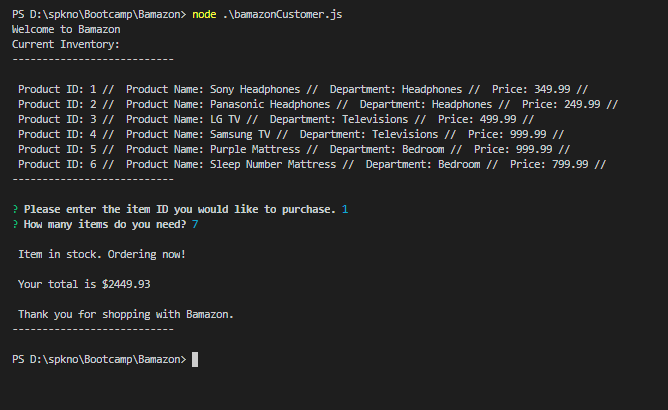 PS D:\spkno\Bootcamp\Bamazon> node .\bamazonCustomer.js
Welcome to Bamazon
Current Inventory:
---------------------------
Product ID: 1 //  Product Name: Sony Headphones //  Department: Headphones //  Price: 349.99 //
Product ID: 2 //  Product Name: Panasonic Headphones //  Department: Headphones //  Price: 249.99 //
Product ID: 3 //  Product Name: LG TV //  Department: Televisions //  Price: 499.99 //
Product ID: 4 //  Product Name: Samsung TV //  Department: Televisions //  Price: 999.99 //
Product ID: 5 //  Product Name: Purple Mattress //  Department: Bedroom //  Price: 999.99 //
Product ID: 6 //  Product Name: Sleep Number Mattress //  Department: Bedroom //  Price: 799.99 //
---------------------------
? Please enter the item ID you would like to purchase. 1
? How many items do you need? 7
Item in stock. Ordering now!
Your total is $2449.93
Thank you for shopping with Bamazon.
---------------------------
PS D:\spkno\Bootcamp\Bamazon>